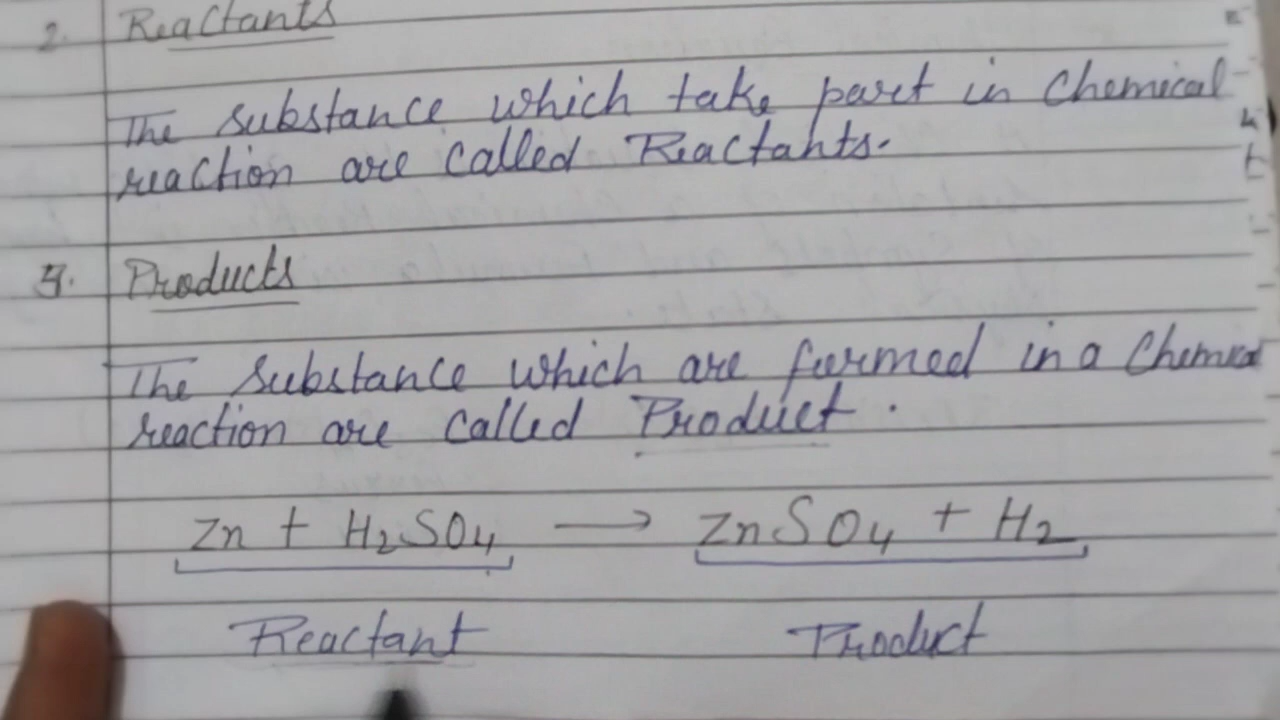 2. Reactants
The substance which take part in Chemical
reaction are called Reactants.
3. Products
The substance which are formed in a Chemical
reaction are called Product.
Zn + H₂SO₄ → ZnSO₄ + H₂
Reactant Product